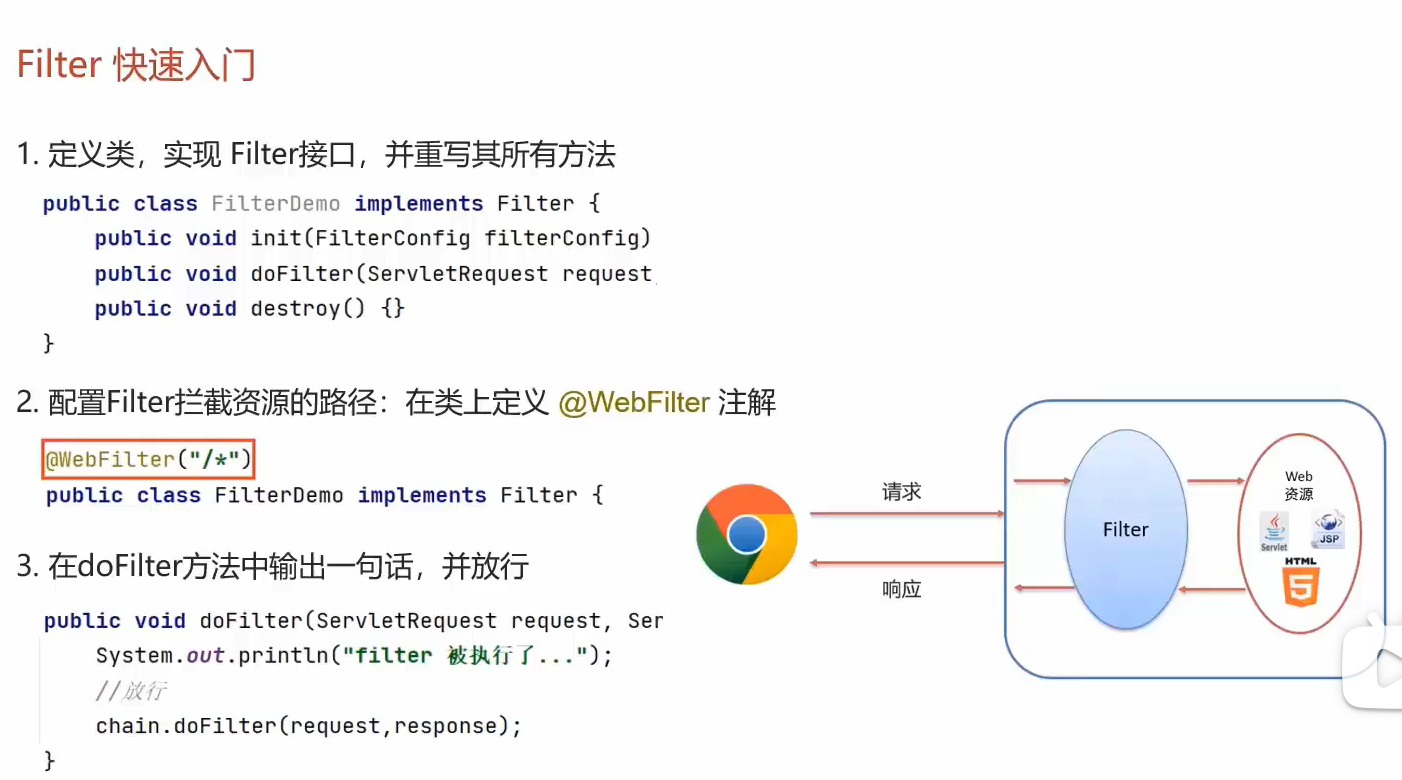 Filter 快速入门
1. 定义类，实现 Filter接口，并重写其所有方法
public class FilterDemo implements Filter {
public void init(FilterConfig filterConfig)
public void doFilter(ServletRequest request
public void destroy() {}
}
2. 配置Filter拦截资源的路径：在类上定义 @WebFilter 注解
@WebFilter("/*")
public class FilterDemo implements Filter {
3. 在doFilter方法中输出一句话，并放行
public void doFilter(ServletRequest request, Ser
System.out.println("filter 被执行了...");
//放行
chain.doFilter(request,response);
}
请求
响应
Filter
Web
资源
Servlet
JSP
HTML
5